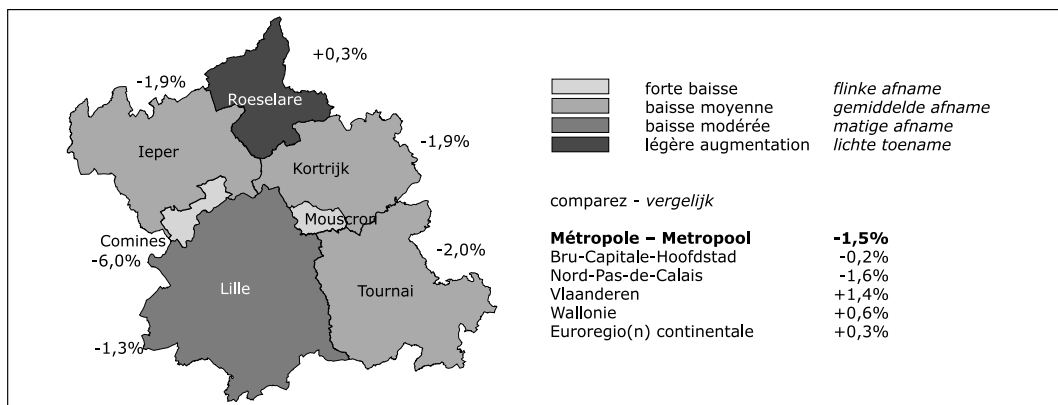 +0,3%
-1,9%
Roeselare
Ieper
-1,9%
Kortrijk
Mouscron
Comines
-6,0%
-2,0%
Lille
Tournai
-1,3%
forte baisse flinke afname
baisse moyenne gemiddelde afname
baisse modérée matige afname
légère augmentation lichte toename
comparez - vergelijk
Métropole – Metropool -1,5%
Bru-Capitale-Hoofdstad -0,2%
Nord-Pas-de-Calais -1,6%
Vlaanderen +1,4%
Wallonie +0,6%
Euroregio(n) continentale +0,3%